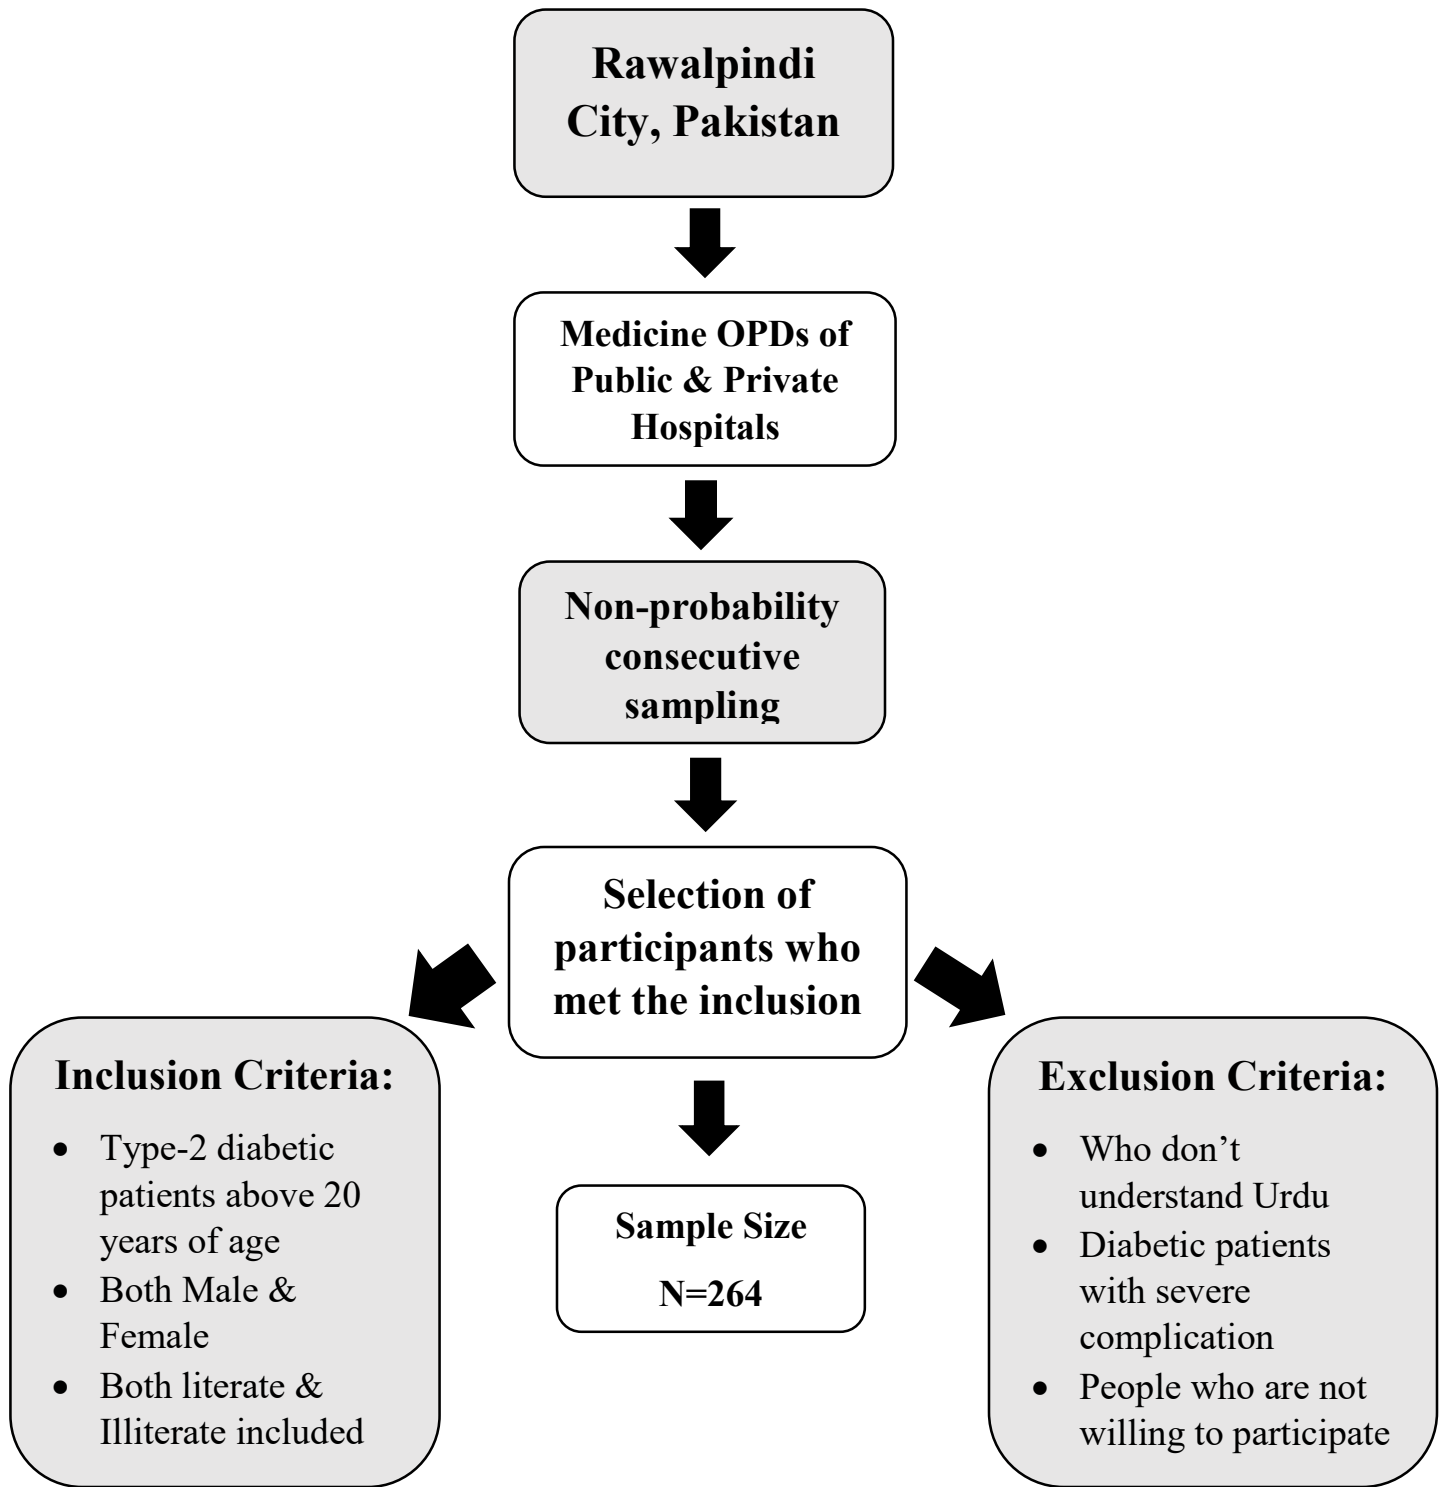 Rawalpindi
City, Pakistan
Medicine OPDs of
Public & Private
Hospitals
Non-probability
consecutive
sampling
Selection of
participants who
met the inclusion
Inclusion Criteria:
• Type-2 diabetic
patients above 20
years of age
• Both Male &
Female
• Both literate &
Illiterate included
Sample Size
N=264
Exclusion Criteria:
• Who don’t
understand Urdu
• Diabetic patients
with severe
complication
• People who are not
willing to participate